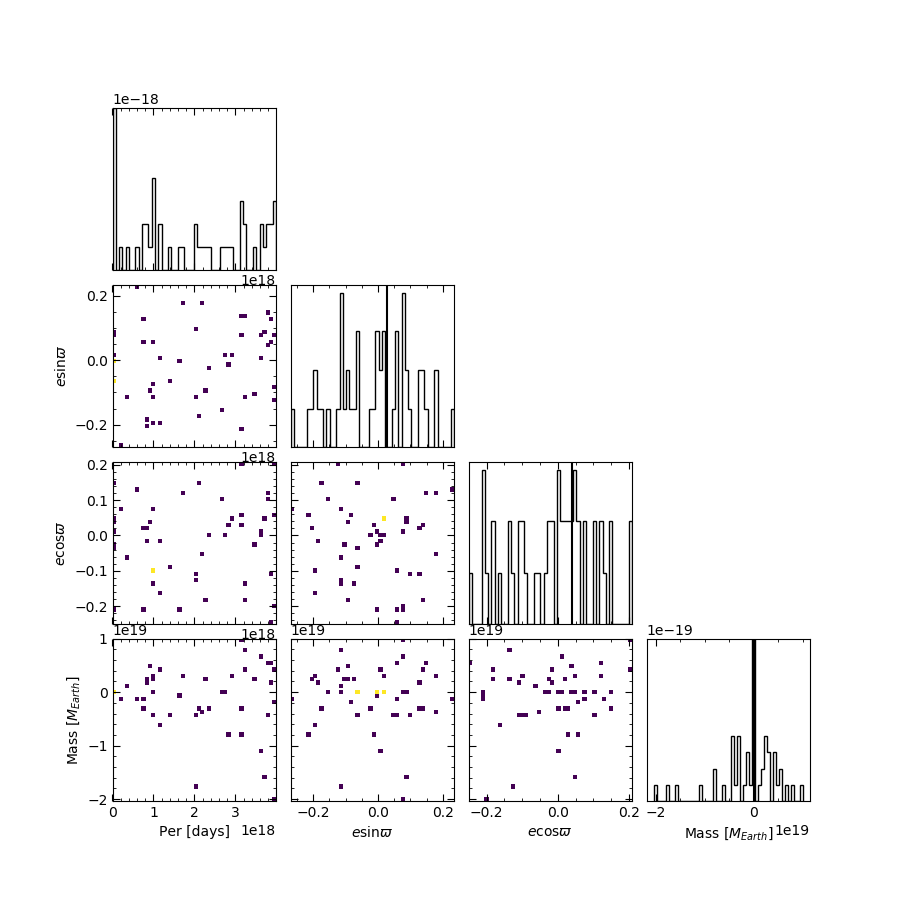 1e−18
1e18
0.2
0.0
−0.2
esinϖ
1e18
0.2
0.1
0.0
−0.1
−0.2
ecosϖ
1e19 1e18 1e19 1e19 1e−19
1
0
−1
−2
Mass [M_Earth]
0 1 2 3 −0.2 0.0 0.2 −0.2 0.0 0.2 −2 0
Per [days] 1e18 esinϖ ecosϖ Mass [M_Earth] 1e19